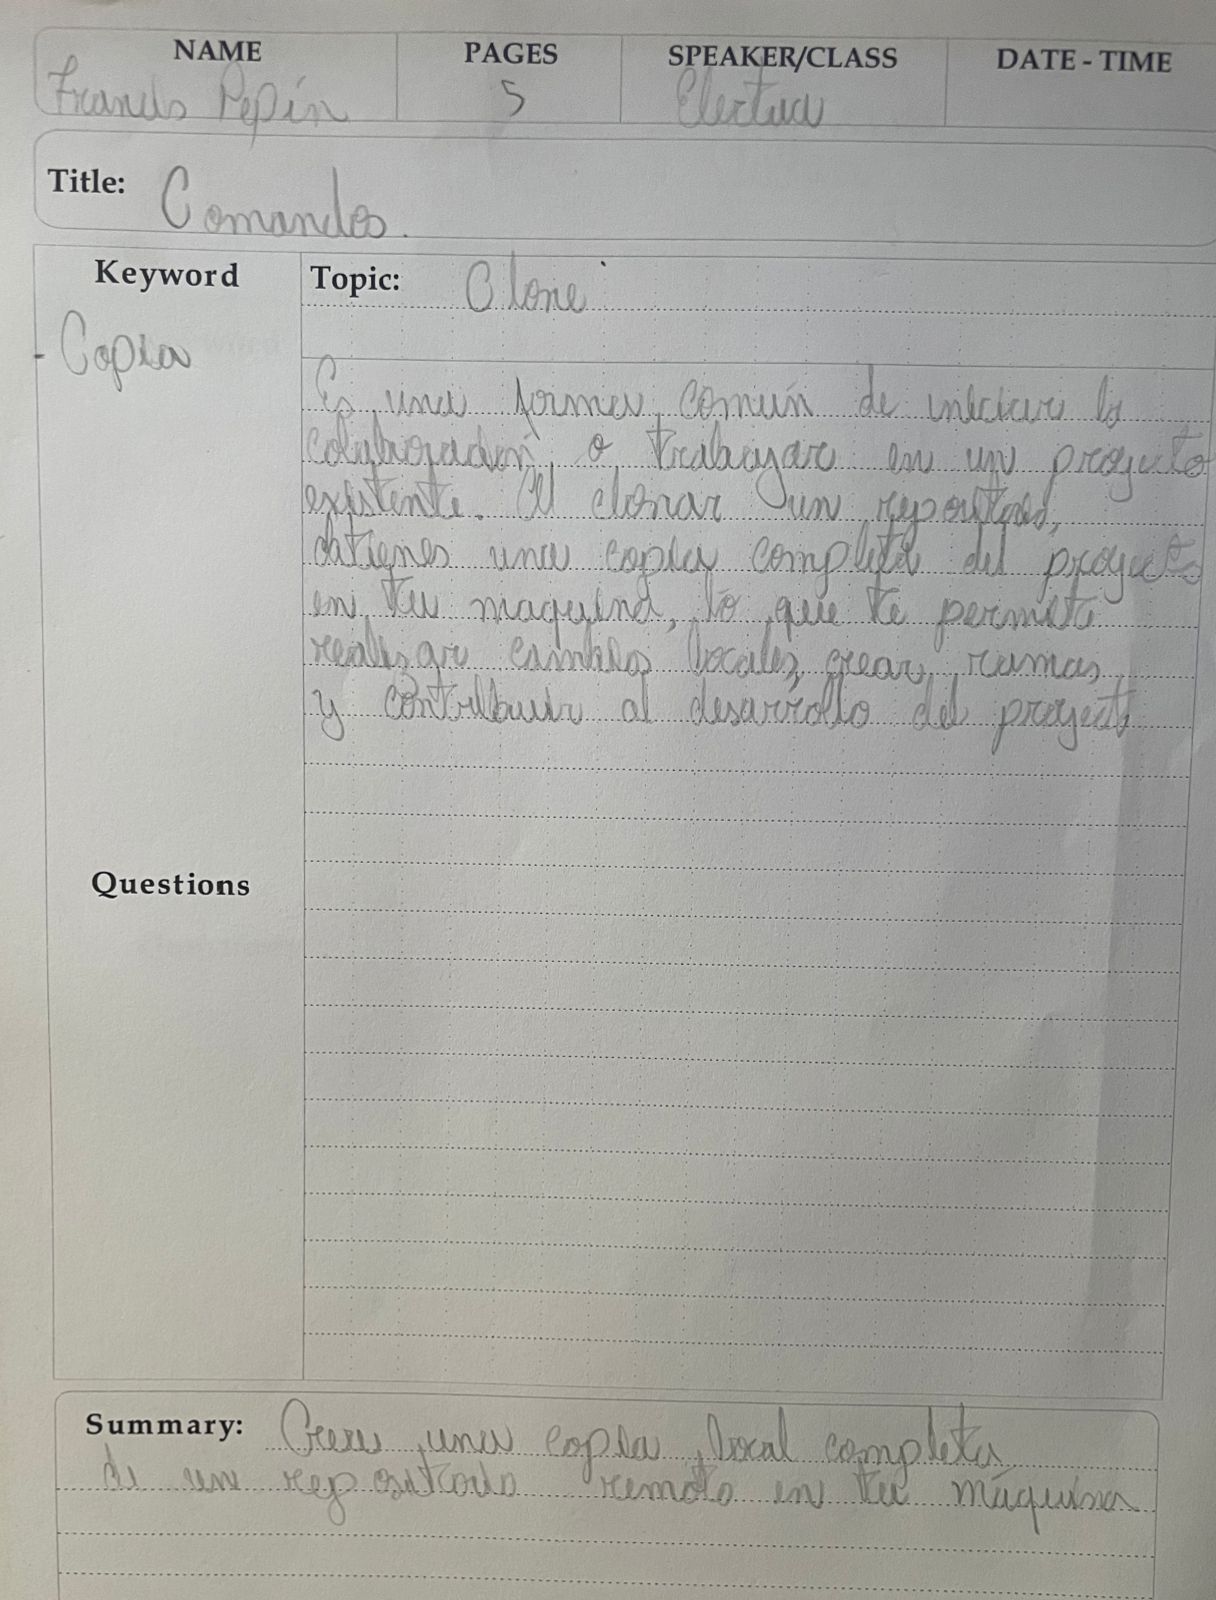 NAME PAGES SPEAKER/CLASS DATE - TIME
Francis Pepín 5 Electiva
Title: Comandos.
Keyword Topic: Clone
- Copia
Es una forma común de iniciar la
colaboración o trabajar en un proyecto
existente. Al clonar un repositorio,
obtienes una copia completa del proyecto
en tu maquina, lo que te permite
realizar cambios locales, crear ramas,
y contribuir al desarrollo del proyecto
Questions
Summary: Crea una copia local completa
de un repositorio remoto en tu máquina